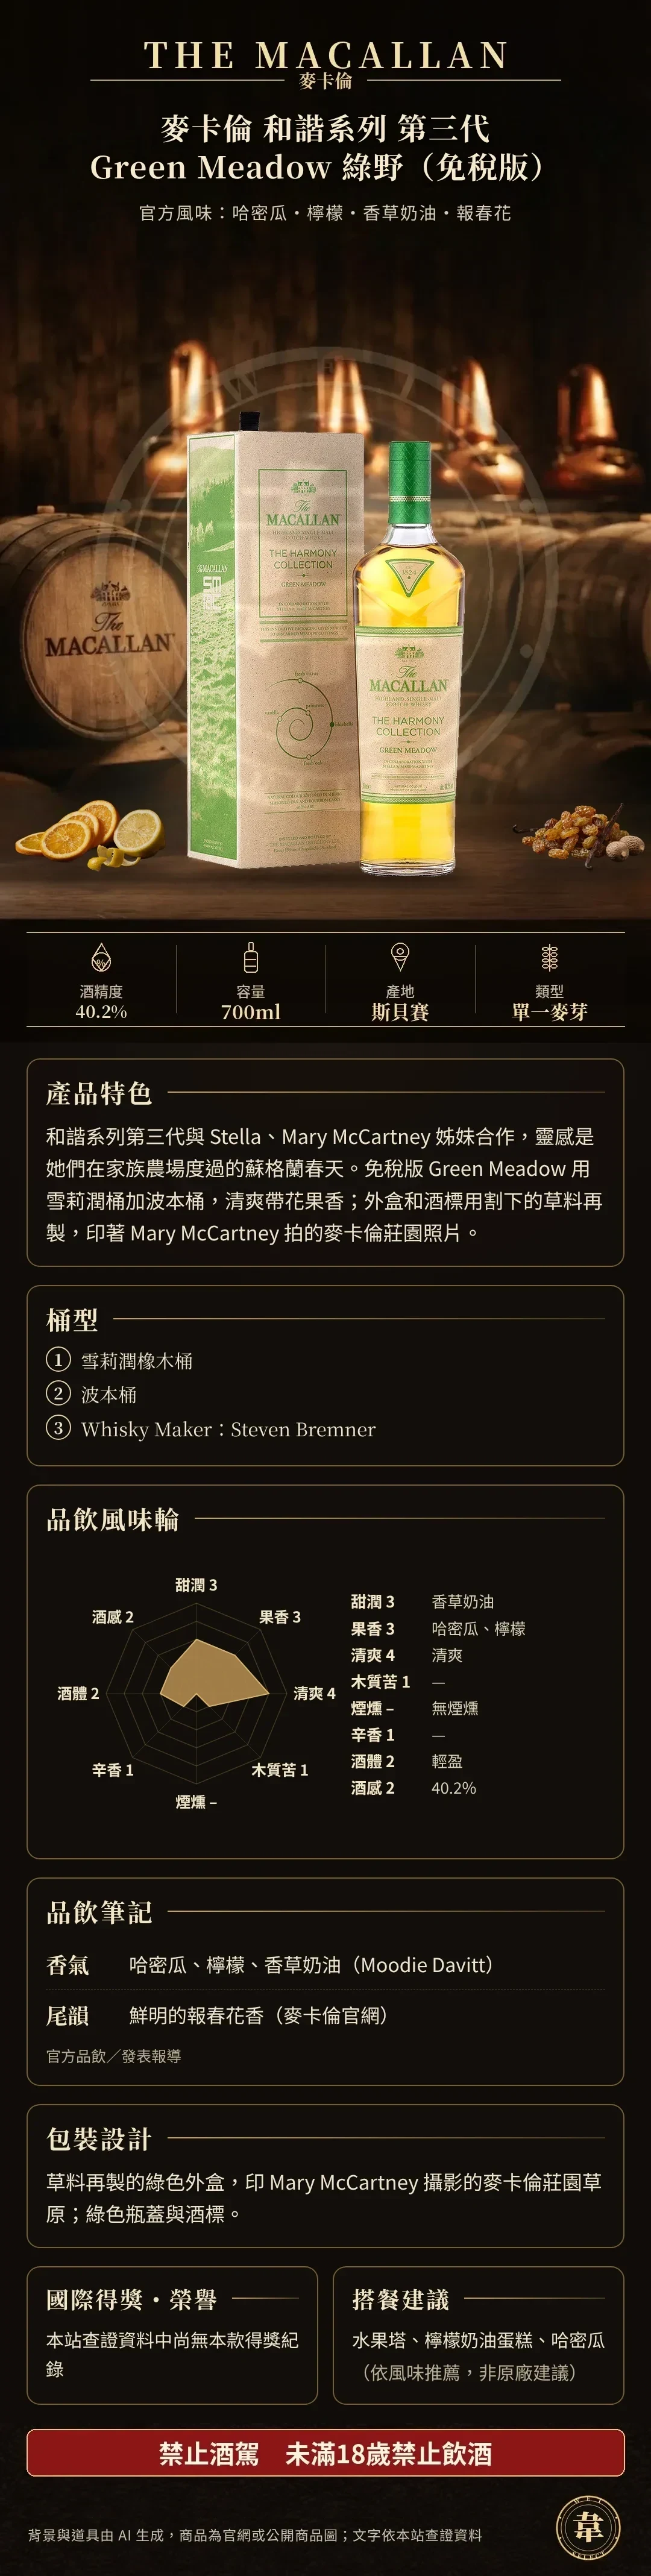 THE MACALLAN
麥卡倫
麥卡倫 和諧系列 第三代
Green Meadow 綠野（免稅版）
官方風味：哈密瓜・檸檬・香草奶油・報春花
The
MACALLAN
HIGHLAND SINGLE MALT
SCOTCH WHISKY
THE HARMONY
COLLECTION
GREEN MEADOW
The
MACALLAN
1824
The
MACALLAN
HIGHLAND SINGLE MALT
SCOTCH WHISKY
THE HARMONY
COLLECTION
GREEN MEADOW
酒精度
40.2%
容量
700ml
產地
斯貝賽
類型
單一麥芽
產品特色
和諧系列第三代與 Stella、Mary McCartney 姊妹合作，靈感是
她們在家族農場度過的蘇格蘭春天。免稅版 Green Meadow 用
雪莉潤桶加波本桶，清爽帶花果香；外盒和酒標用割下的草料再
製，印著 Mary McCartney 拍的麥卡倫莊園照片。
桶型
1 雪莉潤橡木桶
2 波本桶
3 Whisky Maker：Steven Bremner
品飲風味輪
甜潤 3
果香 3
清爽 4
木質苦 1
煙燻 –
辛香 1
酒體 2
酒感 2
甜潤 3 香草奶油
果香 3 哈密瓜、檸檬
清爽 4 清爽
木質苦 1 —
煙燻 – 無煙燻
辛香 1 —
酒體 2 輕盈
酒感 2 40.2%
品飲筆記
香氣 哈密瓜、檸檬、香草奶油（Moodie Davitt）
尾韻 鮮明的報春花香（麥卡倫官網）
官方品飲／發表報導
包裝設計
草料再製的綠色外盒，印 Mary McCartney 攝影的麥卡倫莊園草
原；綠色瓶蓋與酒標。
國際得獎・榮譽
本站查證資料中尚無本款得獎紀
錄
搭餐建議
水果塔、檸檬奶油蛋糕、哈密瓜
（依風味推薦，非原廠建議）
禁止酒駕 未滿18歲禁止飲酒
背景與道具由 AI 生成，商品為官網或公開商品圖；文字依本站查證資料
韋